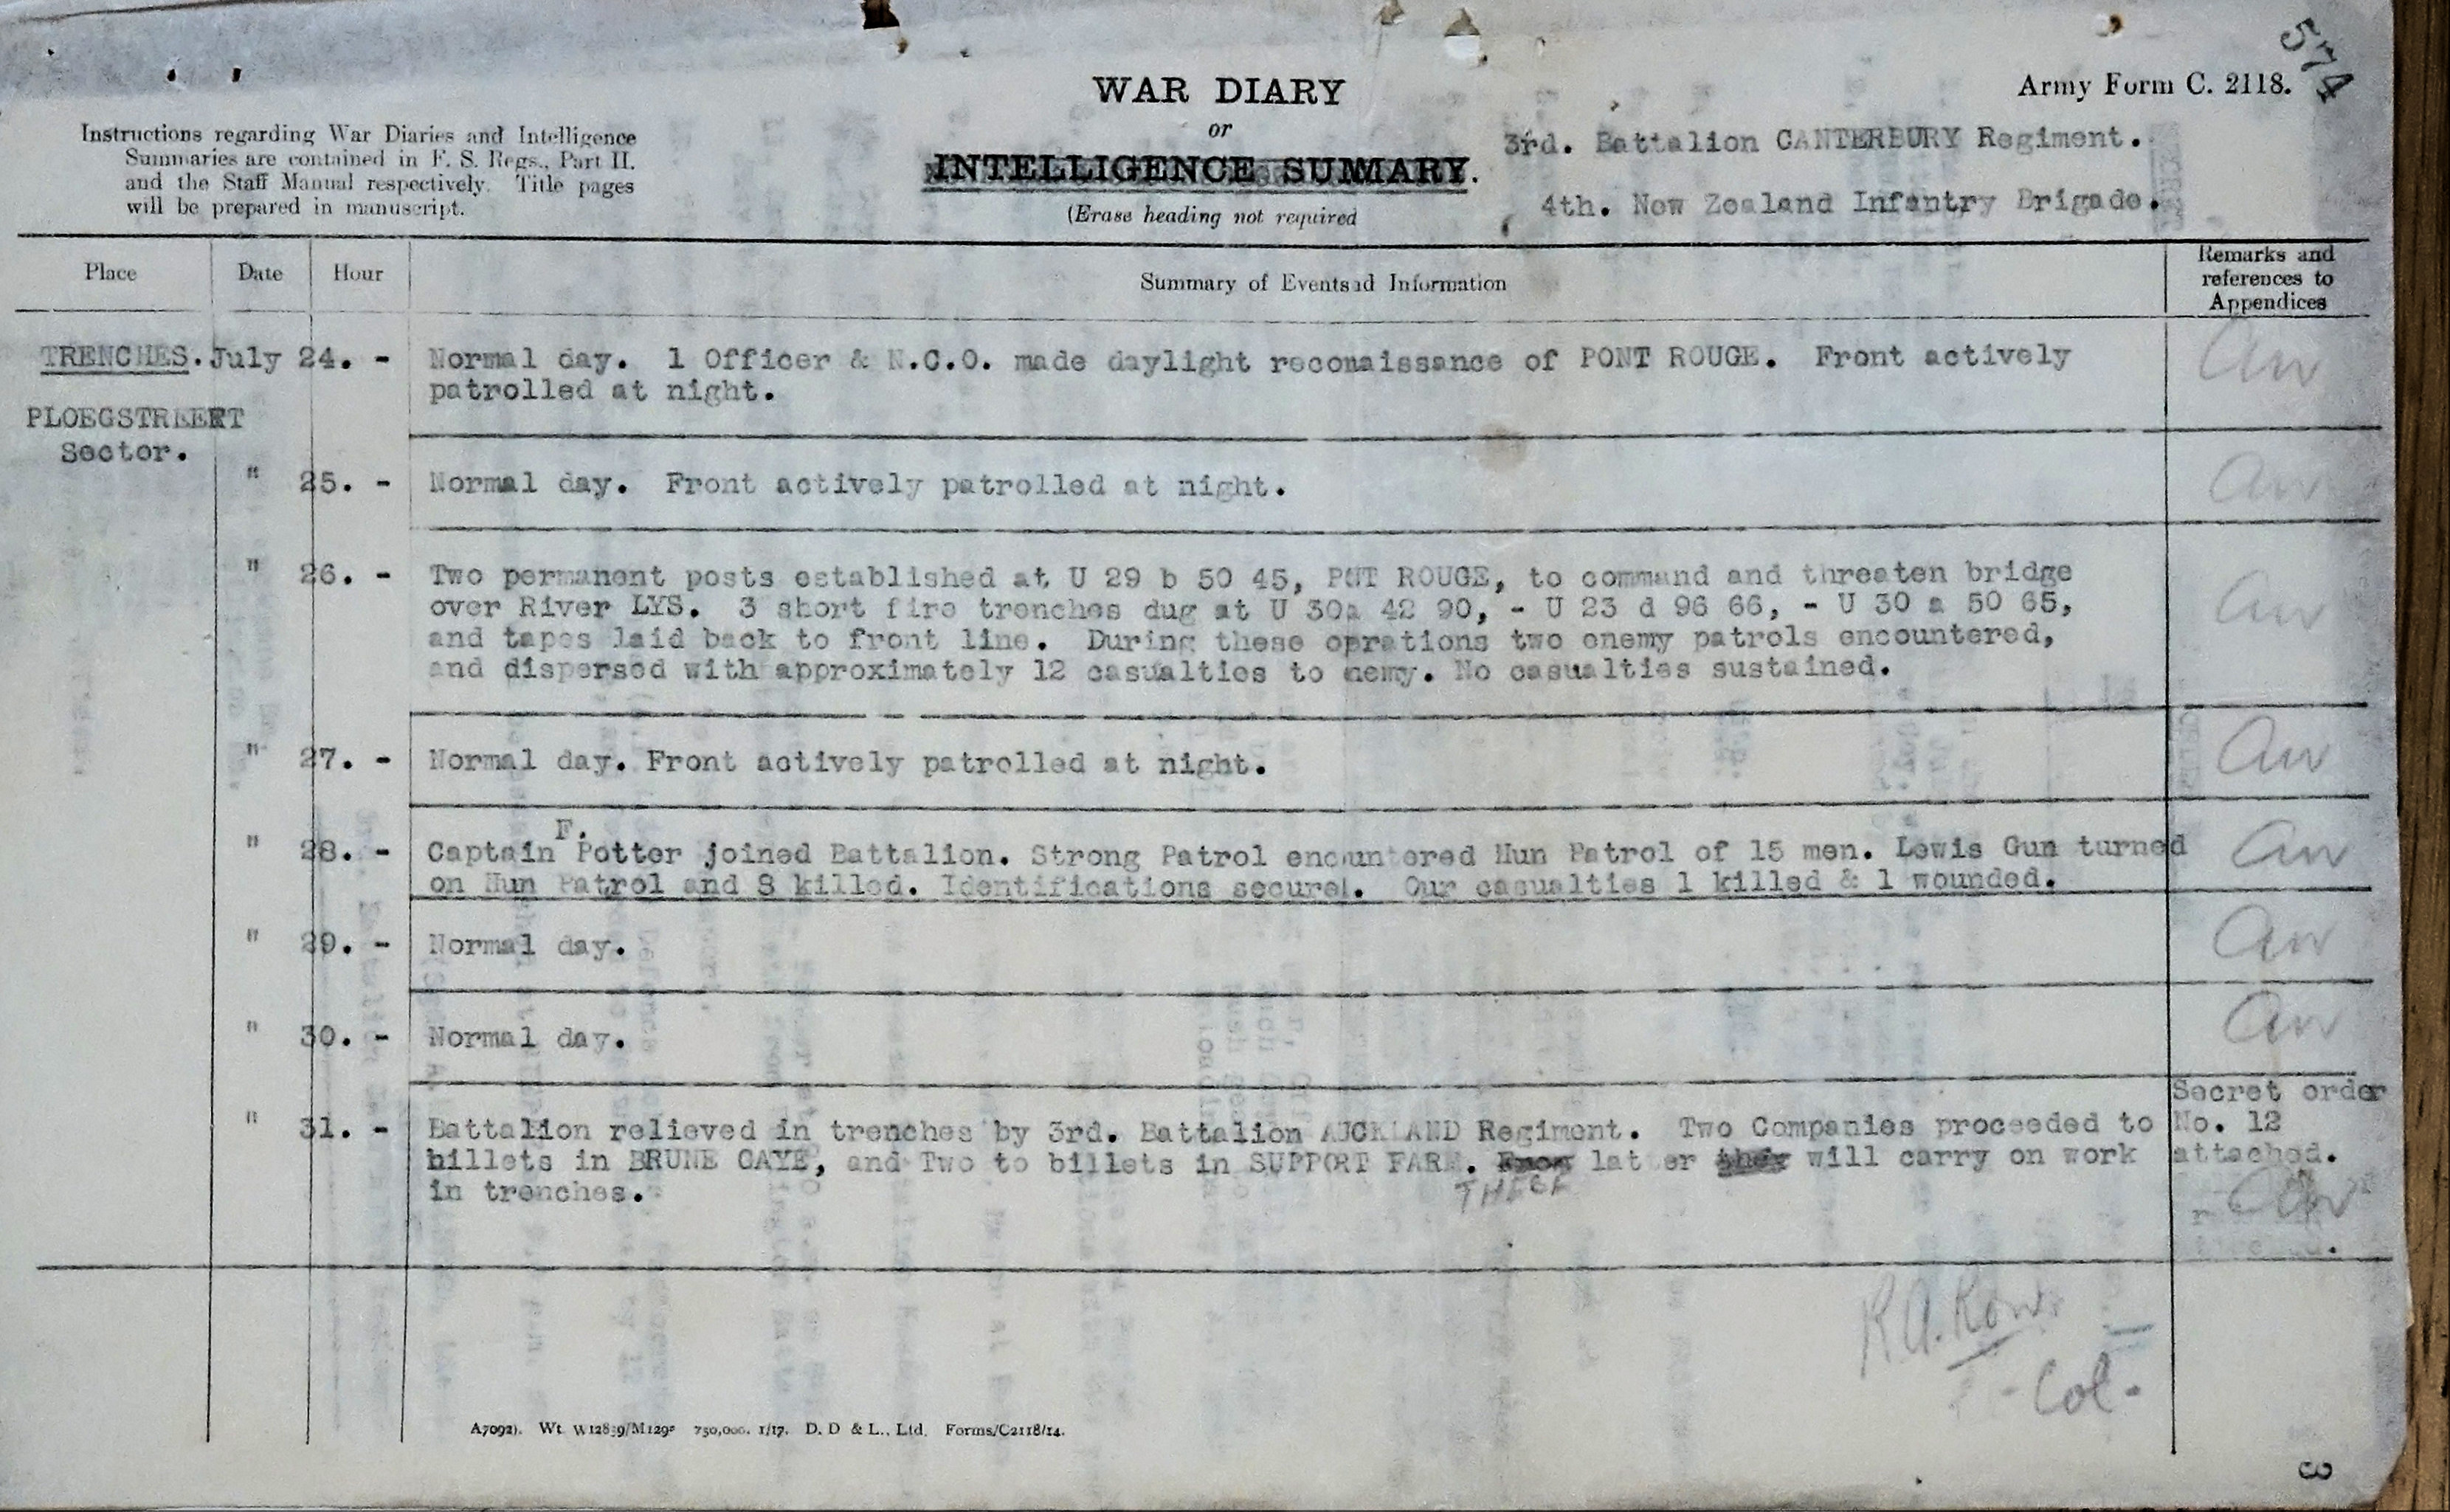 574
WAR DIARY
or
INTELLIGENCE SUMMARY.
(Erase heading not required
Army Form C. 2118.
Instructions regarding War Diaries and Intelligence
Summaries are contained in F. S. Regs., Part II.
and the Staff Manual respectively. Title pages
will be prepared in manuscript.
3rd. Battalion CANTERBURY Regiment.
4th. New Zealand Infantry Brigade.
Place Date Hour Summary of Events Information Remarks and
references to
Appendices
TRENCHES. July 24. - Normal day. 1 Officer & N.C.O. made daylight reconaissance of PONT ROUGE. Front actively
patrolled at night.
PLOEGSTREERT
Sector.
" 25. - Normal day. Front actively patrolled at night.
" 26. - Two permanent posts established at U 29 b 50 45, PNT ROUGE, to command and threaten bridge
over River LYS. 3 short fire trenches dug at U 30a 42 90, - U 23 d 96 66, - U 30 a 50 65,
and tapes laid back to front line. During these oprations two enemy patrols encountered,
and dispersed with approximately 12 casualties to nemy. No casualties sustained.
" 27. - Normal day. Front actively patrolled at night.
" 28. - Captain F. Potter joined Battalion. Strong Patrol encuntered Hun Patrol of 15 men. Lewis Gun turned
on Hun Patrol and 8 killed. Identifications secured. Our casualties 1 killed & 1 wounded.
" 29. - Normal day.
" 30. - Normal day.
" 31. - Battalion relieved in trenches by 3rd. Battalion AUCKLAND Regiment. Two Companies proceeded to
billets in BRUNE GAYE, and Two to billets in SUPPORT FARM. THESE latter will carry on work
in trenches.
Secret order
No. 12
attached.
R.A. Row
- Col -
A7092). Wt. W12839/M1295 750,000. 1/17. D. D & L., Ltd. Forms/C2118/14.
3